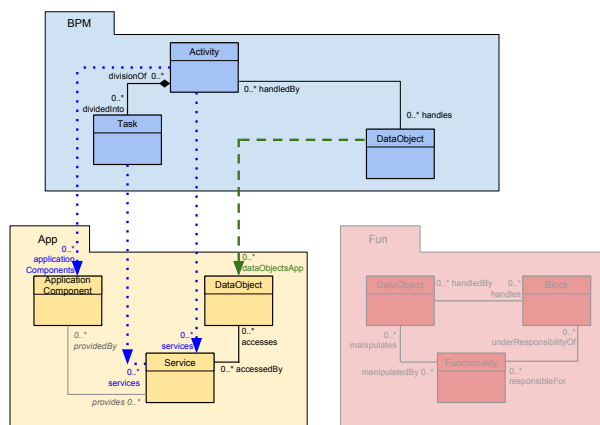 BPM
Activity
divisionOf 0..*
0..* handledBy
0..*
dividedInto
0..* handles
Task
DataObject
App
0..*
application
Components
0..*
dataObjectsApp
Application
Component
DataObject
0..*
providedBy
0..*
services
0..*
accesses
Service
0..*
services
0..* accessedBy
provides 0..*
Fun
DataObject
0..* handledBy
0..*
handles
Block
0..*
manipulates
0..*
underResponsibilityOf
manipulatedBy 0..*
Functionality
0..*
responsibleFor